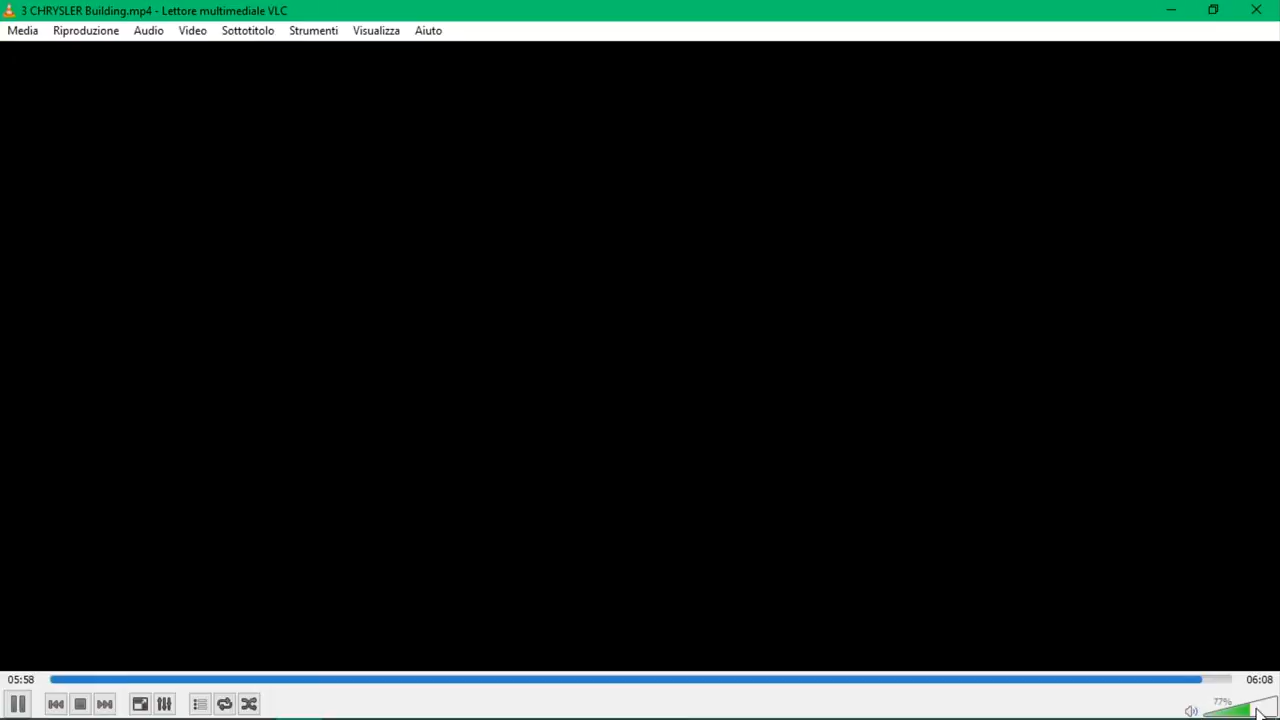 3 CHRYSLER Building.mp4 - Lettore multimediale VLC
Media Riproduzione Audio Video Sottotitolo Strumenti Visualizza Aiuto
05:58 06:08
77%